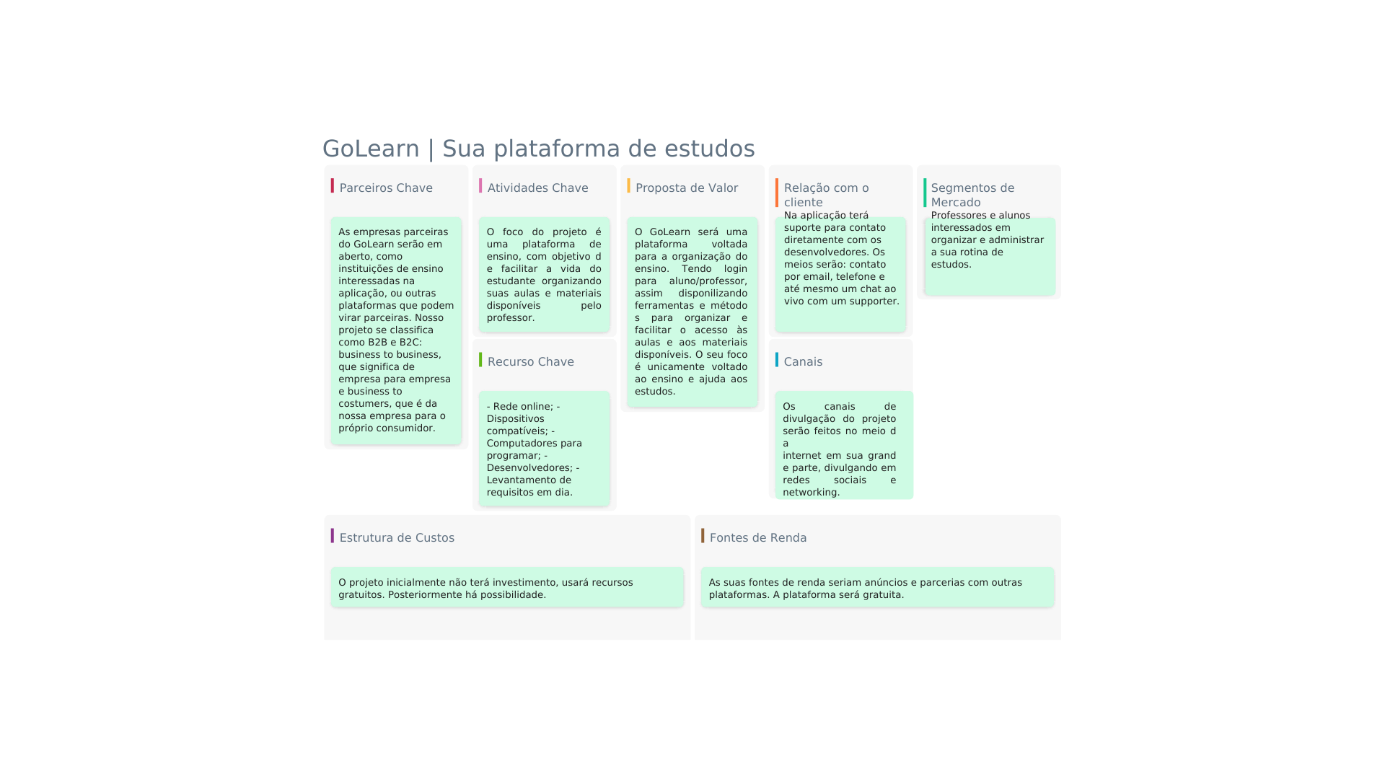 GoLearn | Sua plataforma de estudos
Parceiros Chave
As empresas parceiras
do GoLearn serão em
aberto, como
instituições de ensino
interessadas na
aplicação, ou outras
plataformas que podem
virar parceiras. Nosso
projeto se classifica
como B2B e B2C:
business to business,
que significa de
empresa para empresa
e business to
costumers, que é da
nossa empresa para o
próprio consumidor.
Atividades Chave
O foco do projeto é
uma plataforma de
ensino, com objetivo d
e facilitar a vida do
estudante organizando
suas aulas e materiais
disponíveis pelo
professor.
Recurso Chave
- Rede online; -
Dispositivos
compatíveis; -
Computadores para
programar; -
Desenvolvedores; -
Levantamento de
requisitos em dia.
Proposta de Valor
O GoLearn será uma
plataforma voltada
para a organização do
ensino. Tendo login
para aluno/professor,
assim disponilizando
ferramentas e método
s para organizar e
facilitar o acesso às
aulas e aos materiais
disponíveis. O seu foco
é unicamente voltado
ao ensino e ajuda aos
estudos.
Relação com o
cliente
Na aplicação terá
suporte para contato
diretamente com os
desenvolvedores. Os
meios serão: contato
por email, telefone e
até mesmo um chat ao
vivo com um supporter.
Canais
Os canais de
divulgação do projeto
serão feitos no meio d
a
internet em sua grand
e parte, divulgando em
redes sociais e
networking.
Segmentos de
Mercado
Professores e alunos
interessados em
organizar e administrar
a sua rotina de
estudos.
Estrutura de Custos
O projeto inicialmente não terá investimento, usará recursos
gratuitos. Posteriormente há possibilidade.
Fontes de Renda
As suas fontes de renda seriam anúncios e parcerias com outras
plataformas. A plataforma será gratuita.